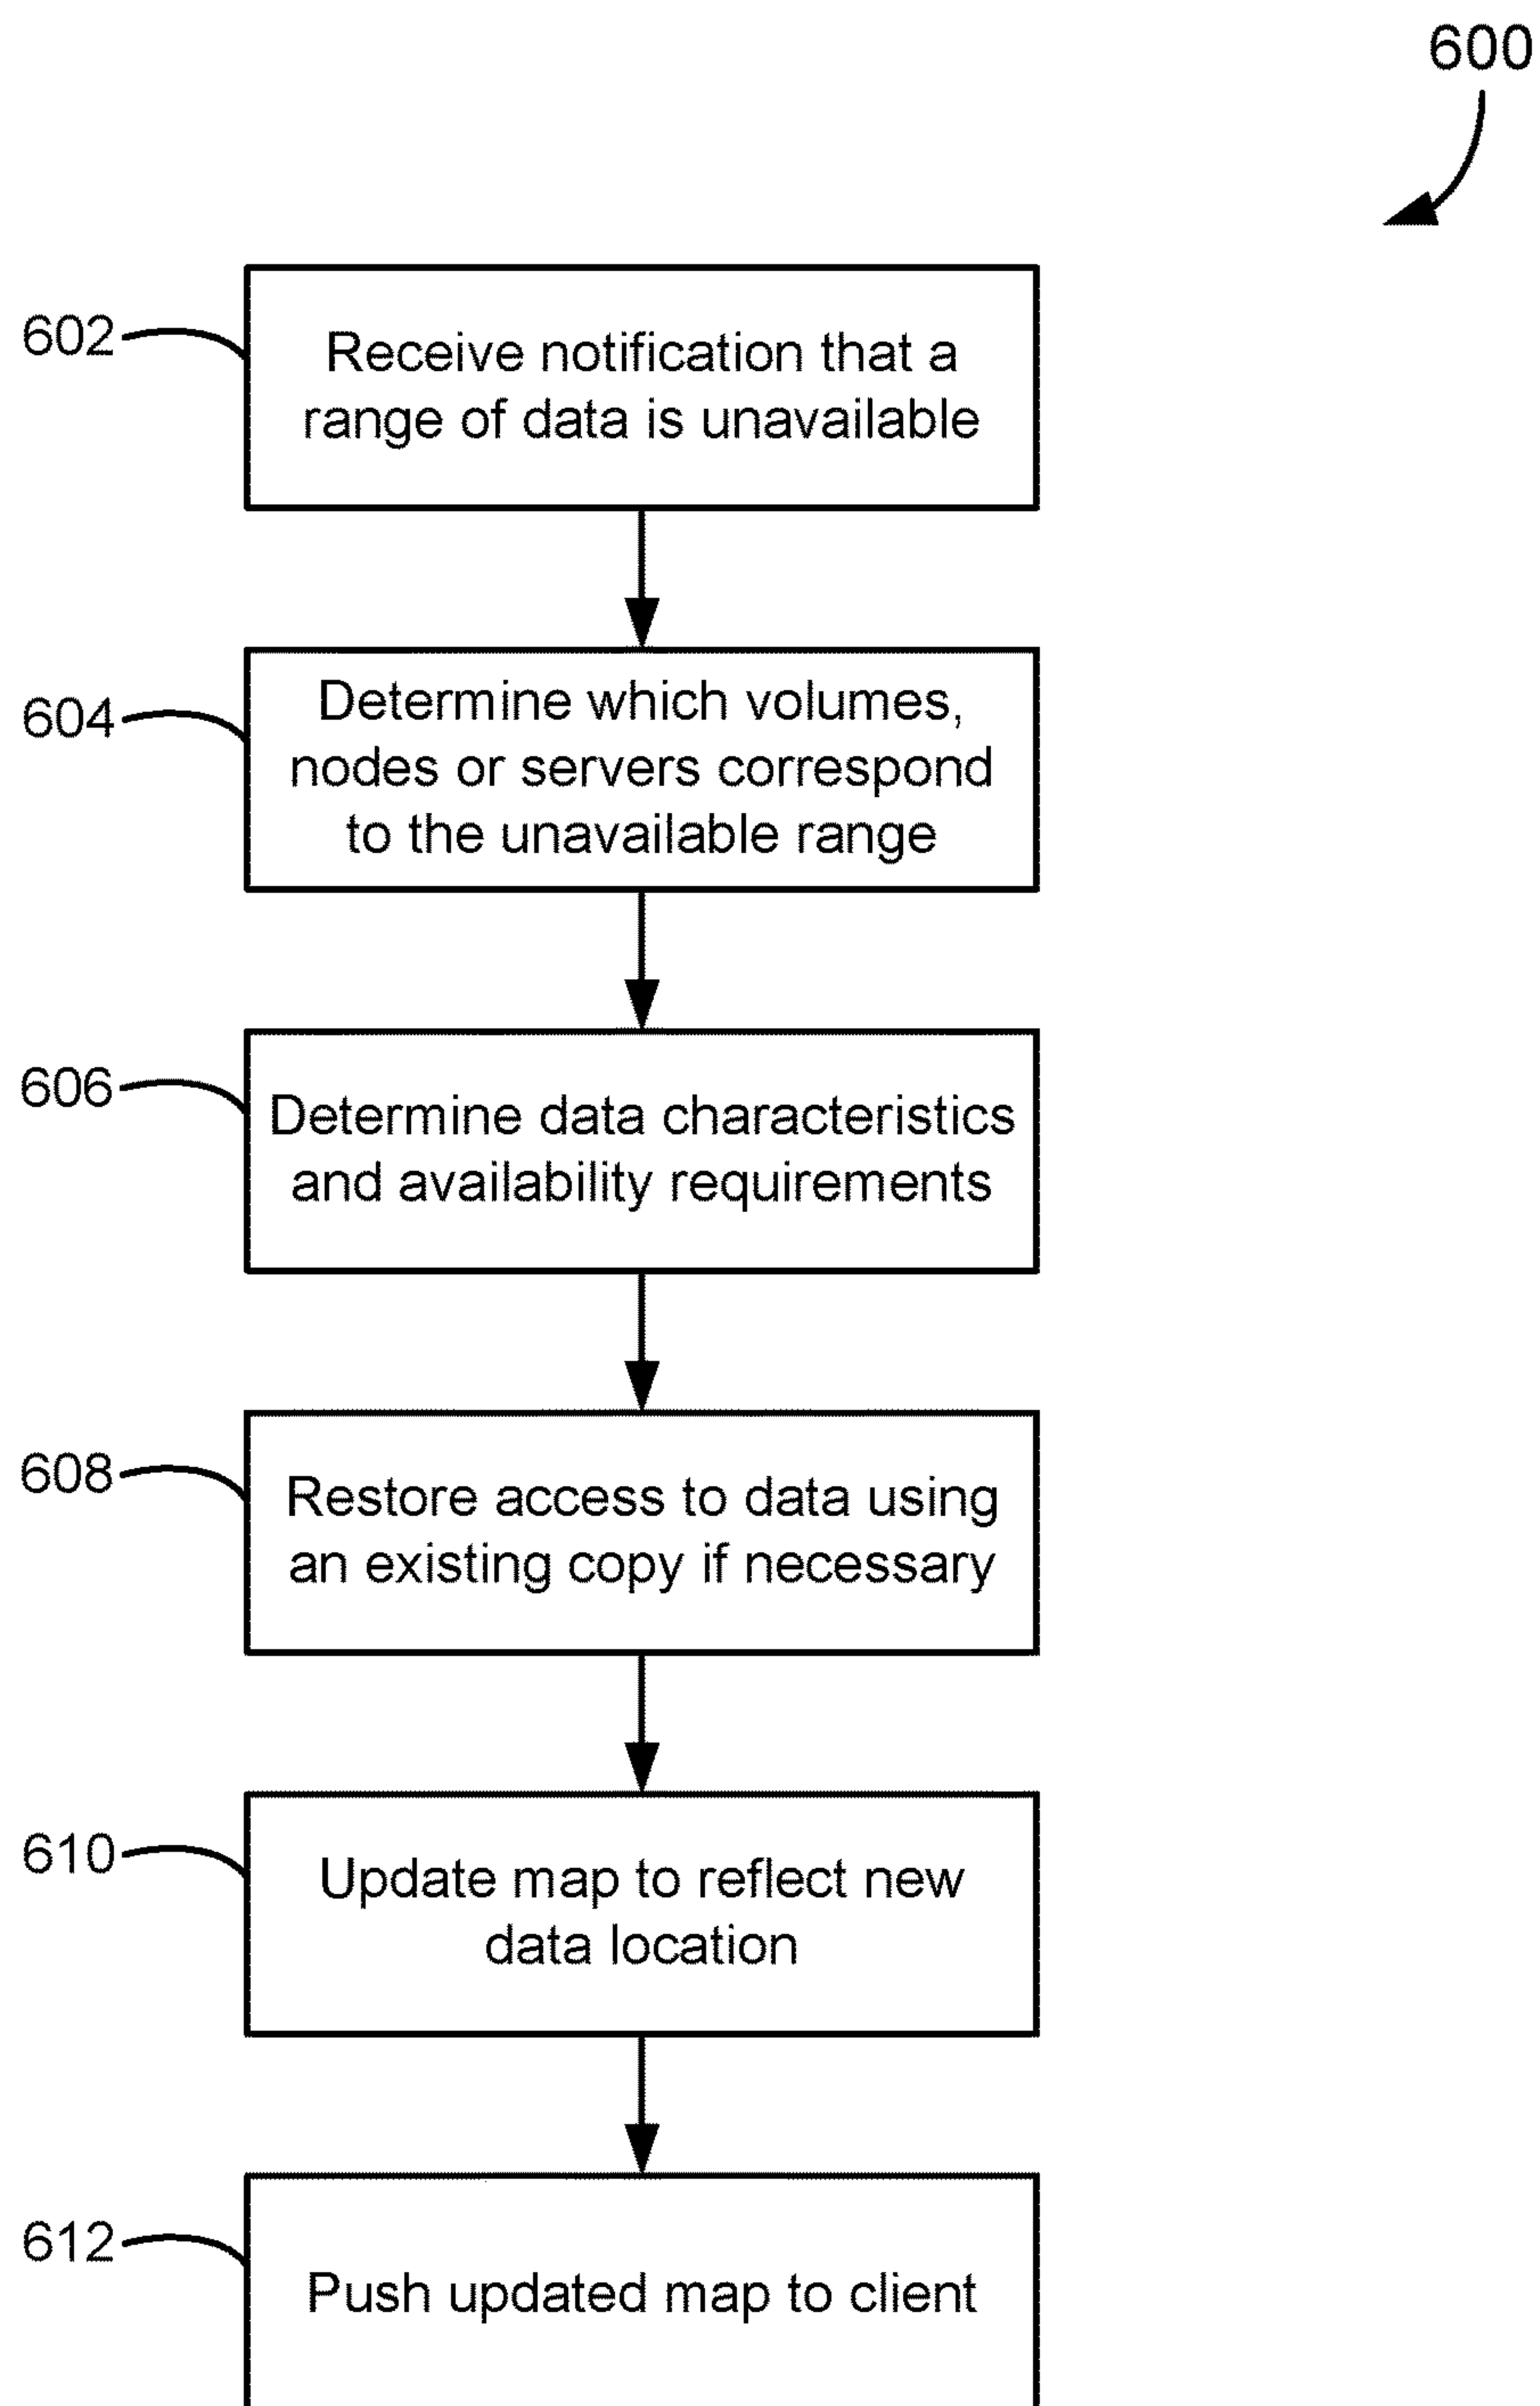 600
602
Receive notification that a
range of data is unavailable
604
Determine which volumes,
nodes or servers correspond
to the unavailable range
606
Determine data characteristics
and availability requirements
608
Restore access to data using
an existing copy if necessary
610
Update map to reflect new
data location
612
Push updated map to client